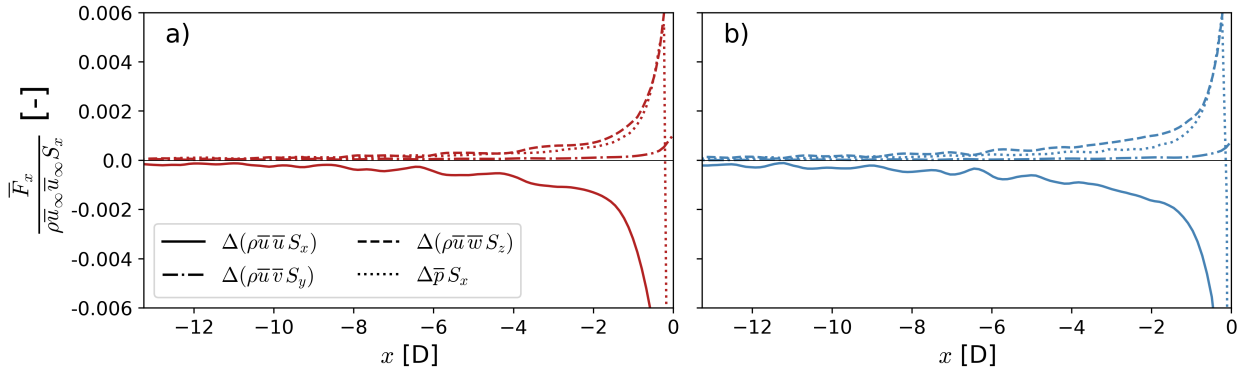 a)
b)
0.006
0.004
0.002
0.0
-0.002
-0.004
-0.006
F̅ₓ / ρu̅∞u̅∞Sₓ [-]
Δ(ρu̅ u̅ Sₓ)
Δ(ρu̅ v̅ S_y)
Δ(ρu̅ w̅ S_z)
Δp̅ Sₓ
−12 −10 −8 −6 −4 −2 0
−12 −10 −8 −6 −4 −2 0
x [D]
x [D]